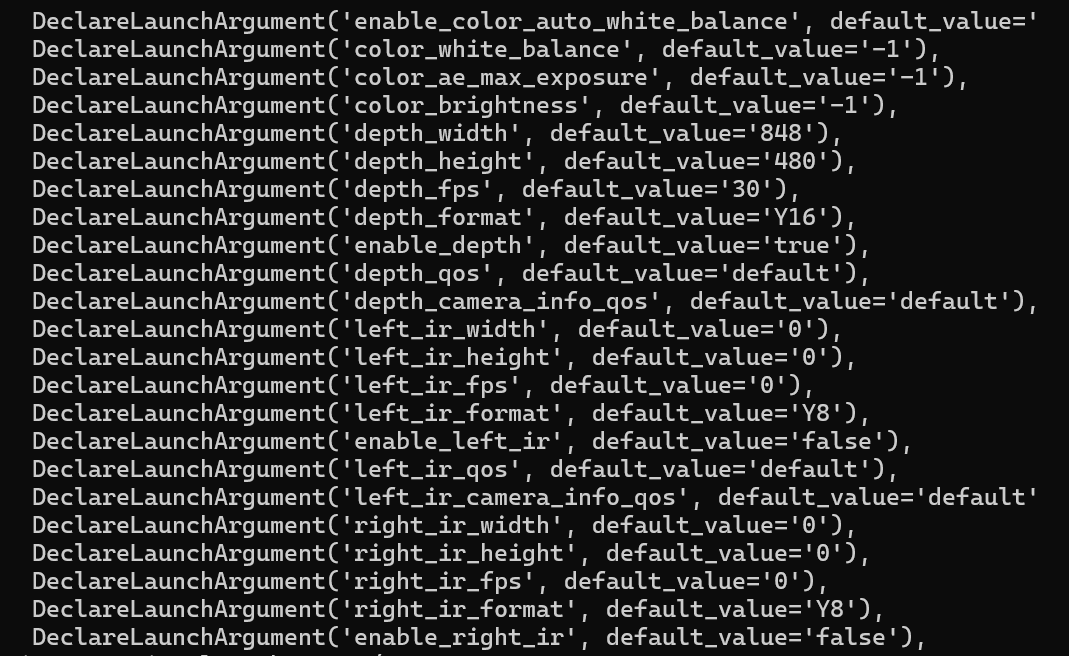 DeclareLaunchArgument('enable_color_auto_white_balance', default_value='
DeclareLaunchArgument('color_white_balance', default_value='-1'),
DeclareLaunchArgument('color_ae_max_exposure', default_value='-1'),
DeclareLaunchArgument('color_brightness', default_value='-1'),
DeclareLaunchArgument('depth_width', default_value='848'),
DeclareLaunchArgument('depth_height', default_value='480'),
DeclareLaunchArgument('depth_fps', default_value='30'),
DeclareLaunchArgument('depth_format', default_value='Y16'),
DeclareLaunchArgument('enable_depth', default_value='true'),
DeclareLaunchArgument('depth_qos', default_value='default'),
DeclareLaunchArgument('depth_camera_info_qos', default_value='default'),
DeclareLaunchArgument('left_ir_width', default_value='0'),
DeclareLaunchArgument('left_ir_height', default_value='0'),
DeclareLaunchArgument('left_ir_fps', default_value='0'),
DeclareLaunchArgument('left_ir_format', default_value='Y8'),
DeclareLaunchArgument('enable_left_ir', default_value='false'),
DeclareLaunchArgument('left_ir_qos', default_value='default'),
DeclareLaunchArgument('left_ir_camera_info_qos', default_value='default'
DeclareLaunchArgument('right_ir_width', default_value='0'),
DeclareLaunchArgument('right_ir_height', default_value='0'),
DeclareLaunchArgument('right_ir_fps', default_value='0'),
DeclareLaunchArgument('right_ir_format', default_value='Y8'),
DeclareLaunchArgument('enable_right_ir', default_value='false'),